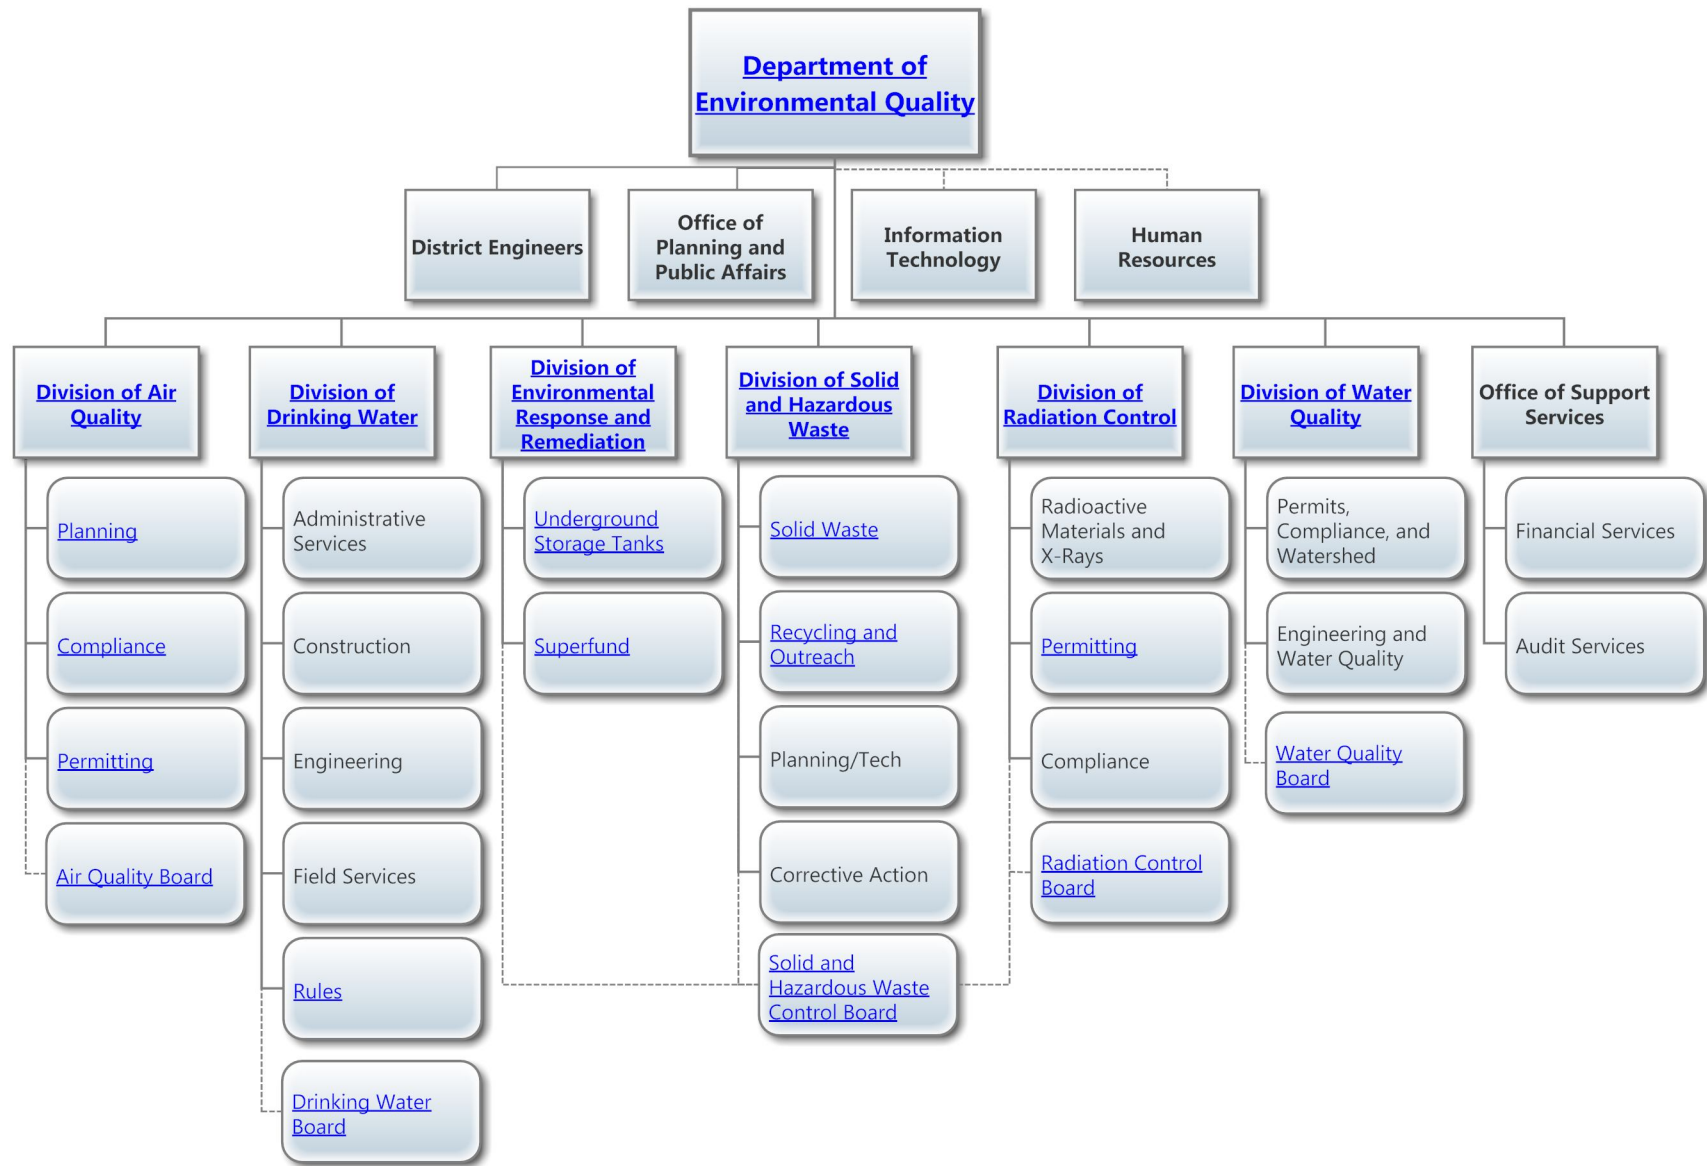 Department of
Environmental Quality
District Engineers
Office of
Planning and
Public Affairs
Information
Technology
Human
Resources
Division of Air
Quality
Division of
Drinking Water
Division of
Environmental
Response and
Remediation
Division of Solid
and Hazardous
Waste
Division of
Radiation Control
Division of Water
Quality
Office of Support
Services
Planning
Compliance
Permitting
Air Quality Board
Administrative
Services
Construction
Engineering
Field Services
Rules
Drinking Water
Board
Underground
Storage Tanks
Superfund
Solid Waste
Recycling and
Outreach
Planning/Tech
Corrective Action
Solid and
Hazardous Waste
Control Board
Radioactive
Materials and
X-Rays
Permitting
Compliance
Radiation Control
Board
Permits,
Compliance, and
Watershed
Engineering and
Water Quality
Water Quality
Board
Financial Services
Audit Services